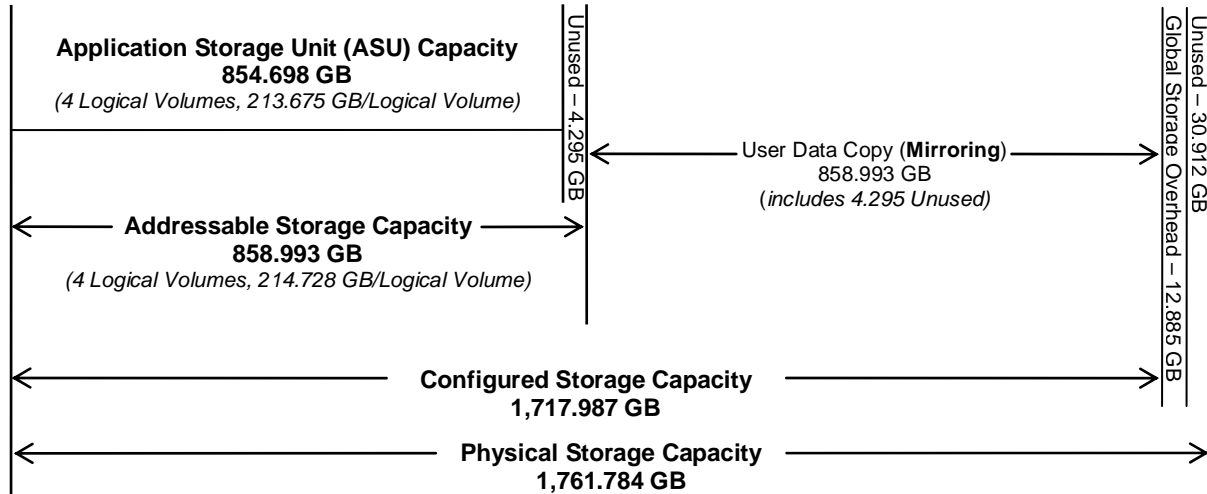 Application Storage Unit (ASU) Capacity
854.698 GB
(4 Logical Volumes, 213.675 GB/Logical Volume)
Unused – 4.295 GB
User Data Copy (Mirroring)
858.993 GB
(includes 4.295 Unused)
Unused – 30.912 GB
Global Storage Overhead – 12.885 GB
Addressable Storage Capacity
858.993 GB
(4 Logical Volumes, 214.728 GB/Logical Volume)
Configured Storage Capacity
1,717.987 GB
Physical Storage Capacity
1,761.784 GB